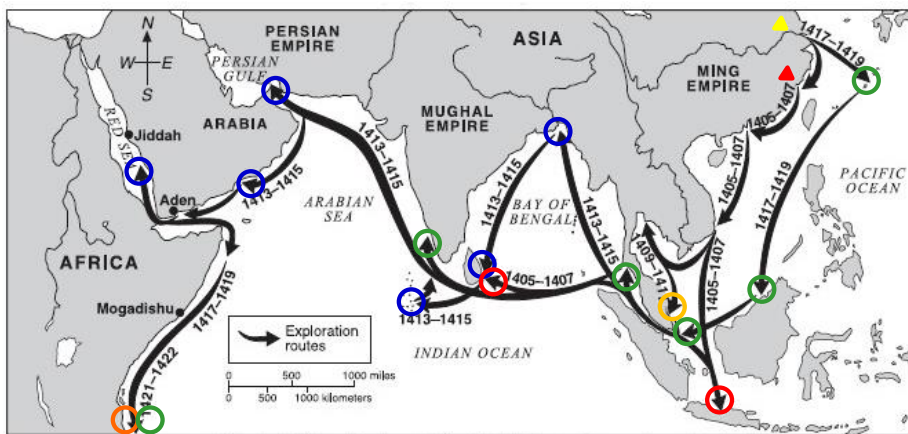 N
W E
S
PERSIAN
EMPIRE
PERSIAN
GULF
ASIA
MING
EMPIRE
1417–1419
1405–1407
RED SEA
Jiddah
ARABIA
MUGHAL
EMPIRE
1413–1415
1413–1415
1413–1415
1413–1415
1405–1407
1417–1419
PACIFIC
OCEAN
Aden
ARABIAN
SEA
BAY OF
BENGAL
AFRICA
1409–1411
1405–1407
1405–1407
1413–1415
Mogadishu
1417–1419
INDIAN OCEAN
Exploration
routes
0 500 1000 miles
0 500 1000 kilometers
1421–1422